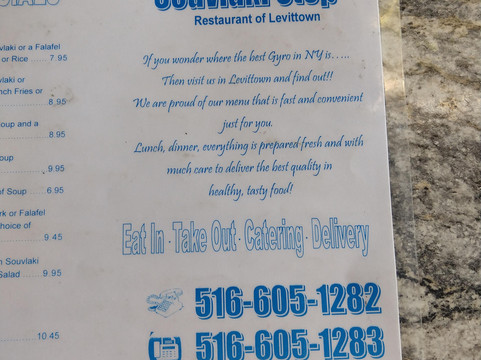 Souvlaki Stop
Restaurant of Levittown
If you wonder where the best Gyro in NY is.....
Then visit us in Levittown and find out!!!
We are proud of our menu that is fast and convenient
just for you.
Lunch, dinner, everything is prepared fresh and with
much care to deliver the best quality in
healthy, tasty food!
Eat In · Take Out · Catering · Delivery
516-605-1282
516-605-1283
vlaki or a Falafel
or Rice ..... 7.95
vlaki or
nch Fries or
8.95
oup and a
8.95
oup
9.95
of Soup ..... 6.95
rk or Falafel
hoice of
9.45
n Souvlaki
Salad ..... 9.95
10.45